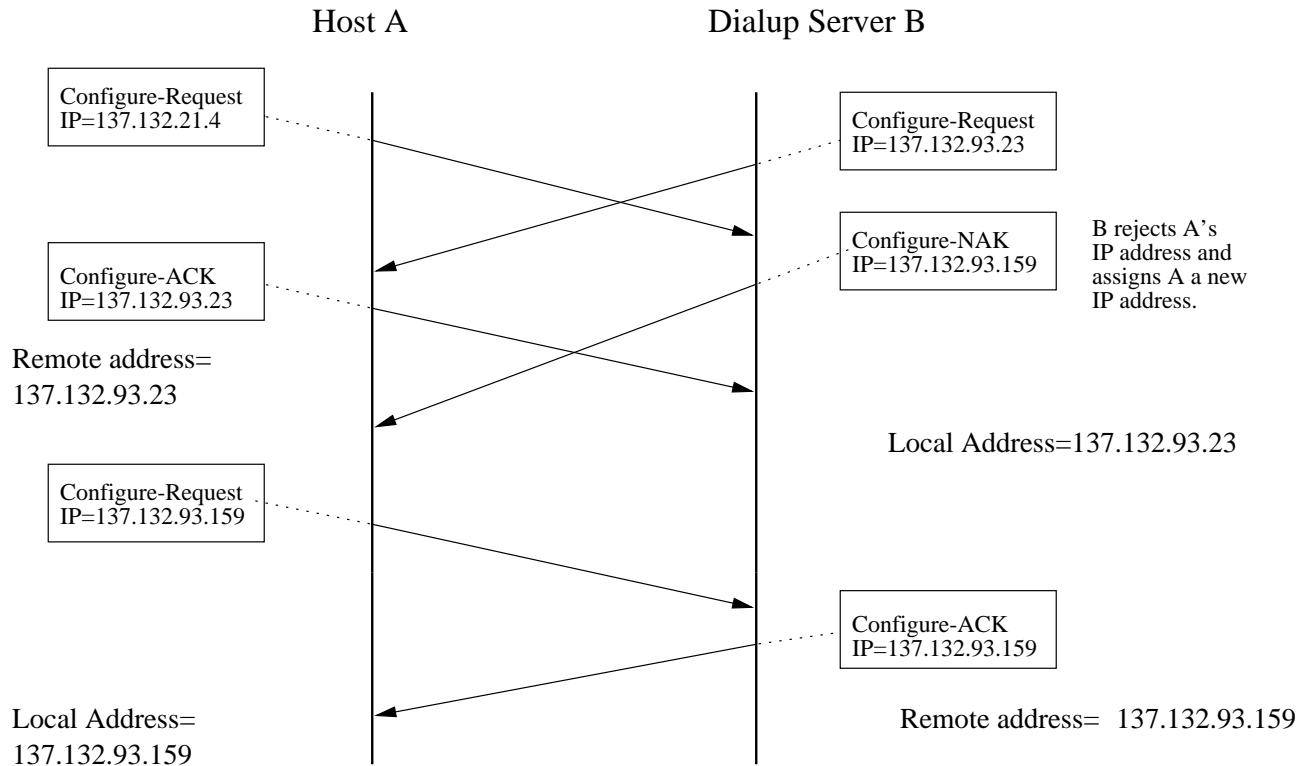 Host A
Dialup Server B
Configure-Request
IP=137.132.21.4
Configure-Request
IP=137.132.93.23
Configure-NAK
IP=137.132.93.159
B rejects A's
IP address and
assigns A a new
IP address.
Configure-ACK
IP=137.132.93.23
Remote address=
137.132.93.23
Local Address=137.132.93.23
Configure-Request
IP=137.132.93.159
Configure-ACK
IP=137.132.93.159
Local Address=
137.132.93.159
Remote address= 137.132.93.159